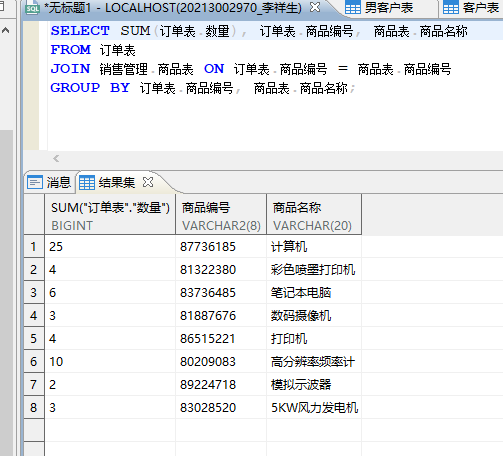 *无标题1 - LOCALHOST(20213002970_李祥生)
男客户表
客户表
SELECT SUM(订单表.数量), 订单表.商品编号, 商品表.商品名称
FROM 订单表
JOIN 销售管理.商品表 ON 订单表.商品编号 = 商品表.商品编号
GROUP BY 订单表.商品编号, 商品表.商品名称;
消息 结果集
SUM("订单表"."数量") 商品编号 商品名称
BIGINT VARCHAR2(8) VARCHAR(20)
1 25 87736185 计算机
2 4 81322380 彩色喷墨打印机
3 6 83736485 笔记本电脑
4 3 81887676 数码摄像机
5 4 86515221 打印机
6 10 80209083 高分辨率频率计
7 2 89224718 模拟示波器
8 3 83028520 5KW风力发电机